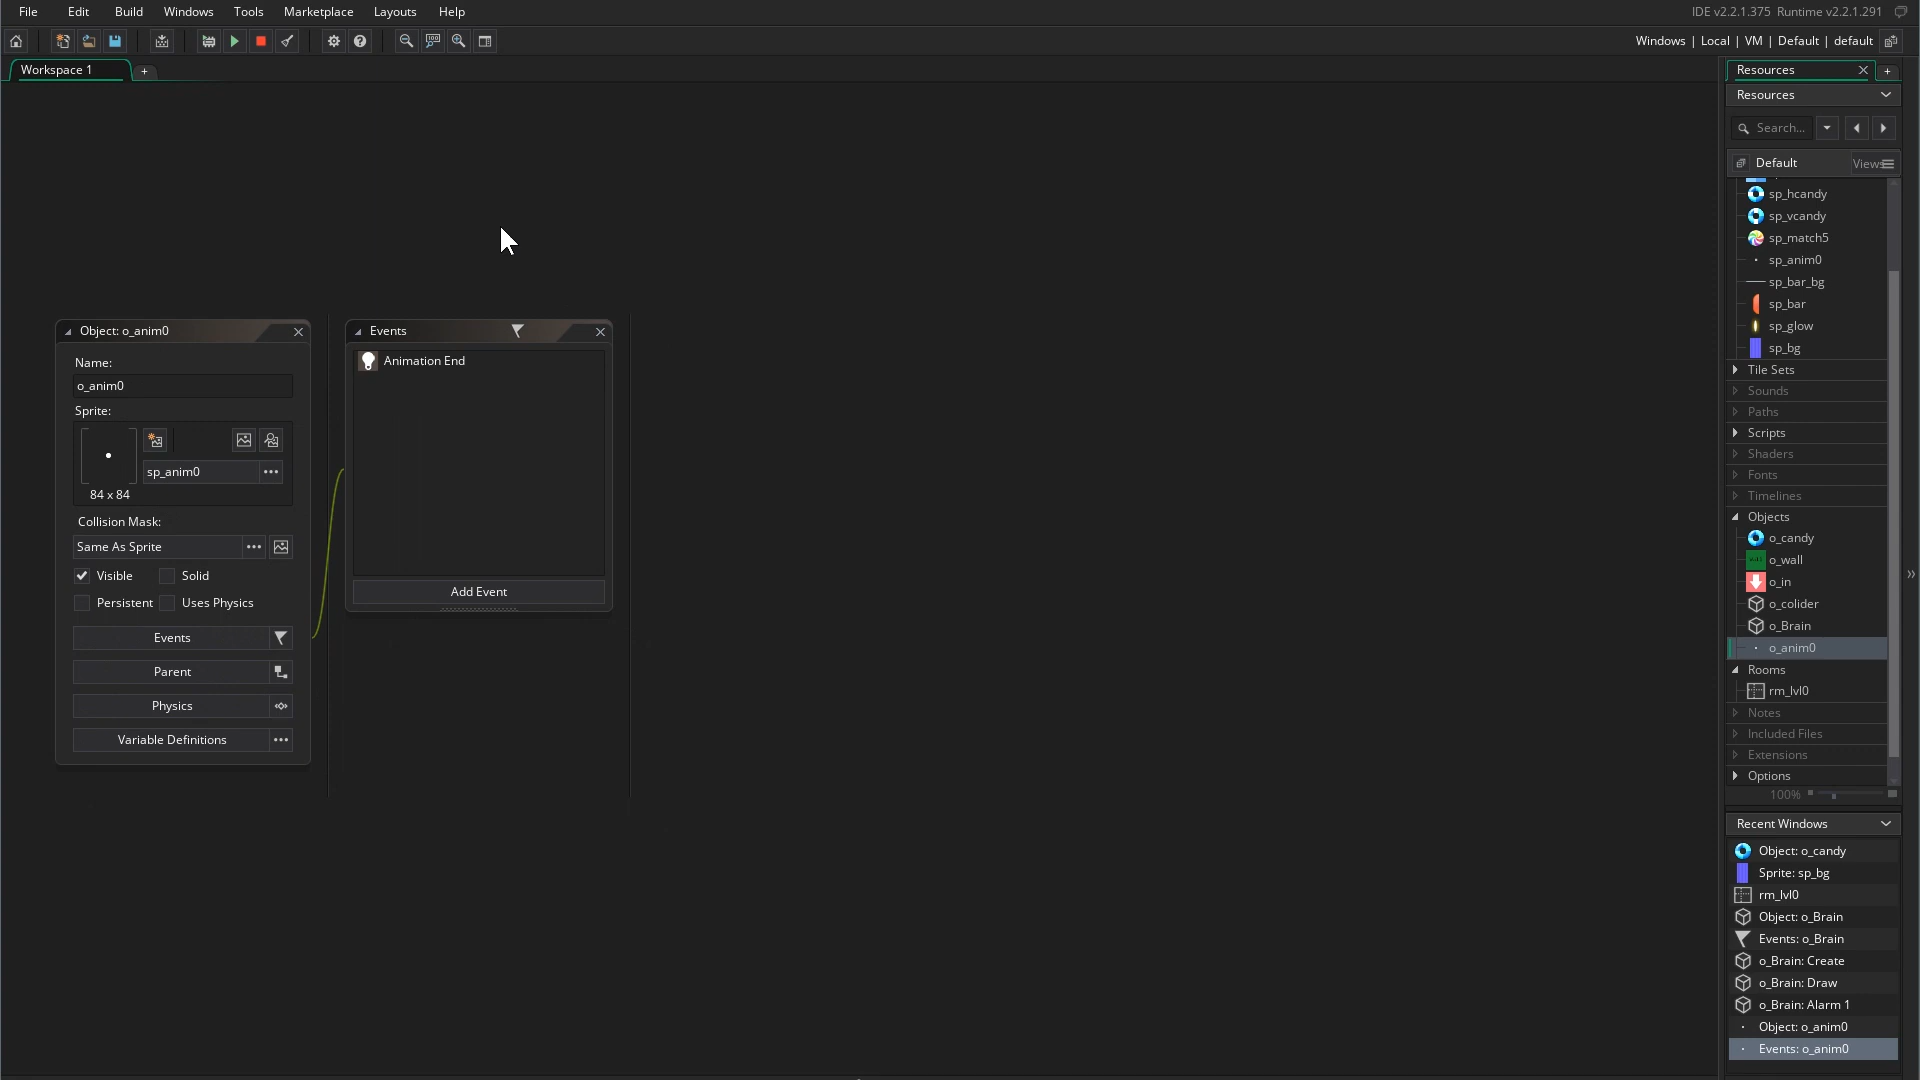 File Edit Build Windows Tools Marketplace Layouts Help
IDE v2.2.1.375 Runtime v2.2.1.291
Windows | Local | VM | Default | default
Workspace 1
+
Resources
+
Resources
Search...
Default
Views
sp_hcandy
sp_vcandy
sp_match5
sp_anim0
sp_bar_bg
sp_bar
sp_glow
sp_bg
Tile Sets
Sounds
Paths
Scripts
Shaders
Fonts
Timelines
Objects
o_candy
o_wall
o_in
o_colider
o_Brain
o_anim0
Rooms
rm_lvl0
Notes
Included Files
Extensions
Options
100%
Recent Windows
Object: o_candy
Sprite: sp_bg
rm_lvl0
Object: o_Brain
Events: o_Brain
o_Brain: Create
o_Brain: Draw
o_Brain: Alarm 1
Object: o_anim0
Events: o_anim0
Object: o_anim0
Name:
o_anim0
Sprite:
sp_anim0
84 x 84
Collision Mask:
Same As Sprite
Visible Solid
Persistent Uses Physics
Events
Parent
Physics
Variable Definitions
Events
Animation End
Add Event